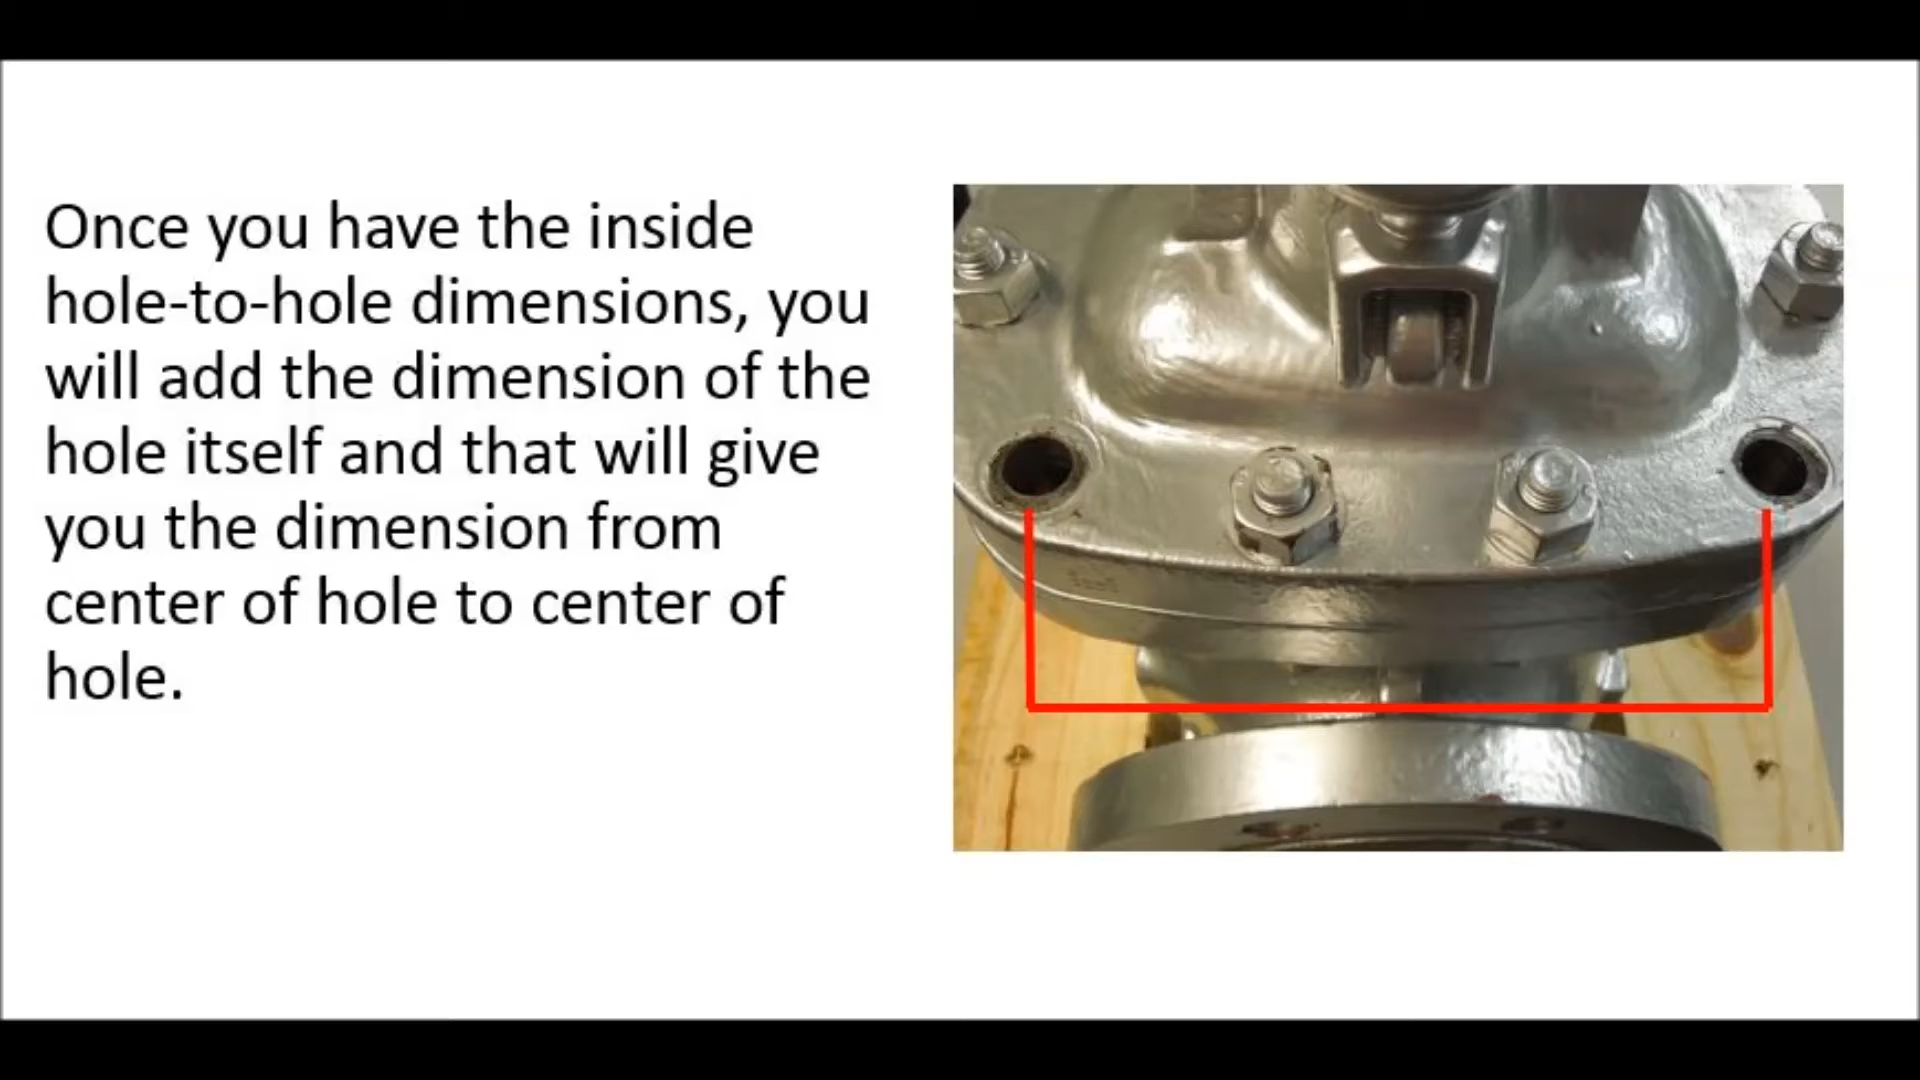 Once you have the inside
hole-to-hole dimensions, you
will add the dimension of the
hole itself and that will give
you the dimension from
center of hole to center of
hole.